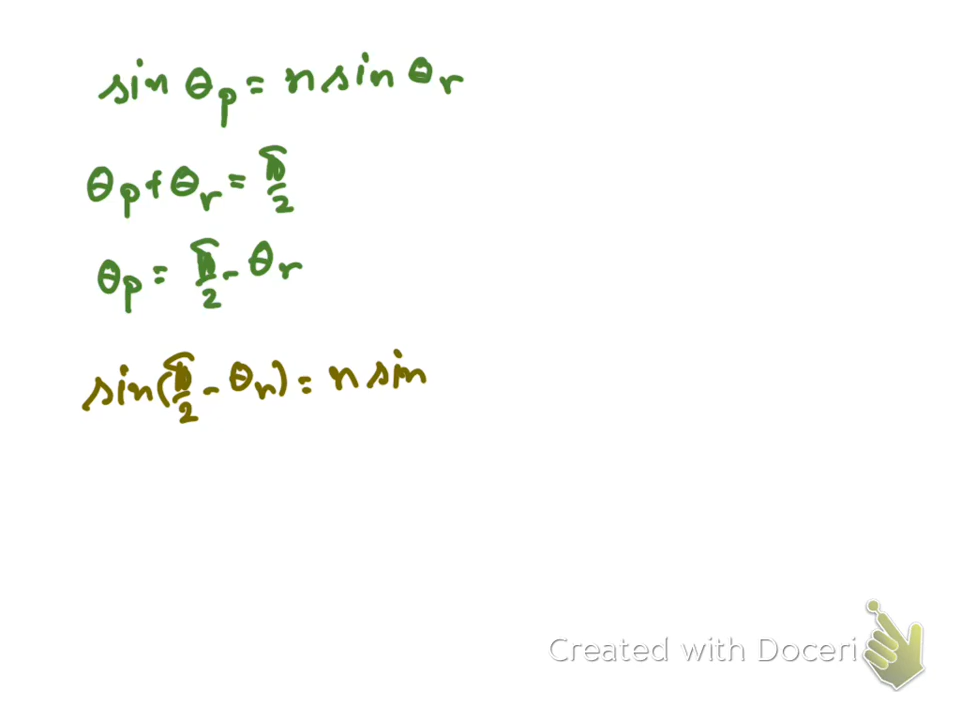 sin θp = n sin θr
θp + θr = π/2
θp = π/2 - θr
sin(π/2 - θr) = n sin
Created with Doceri